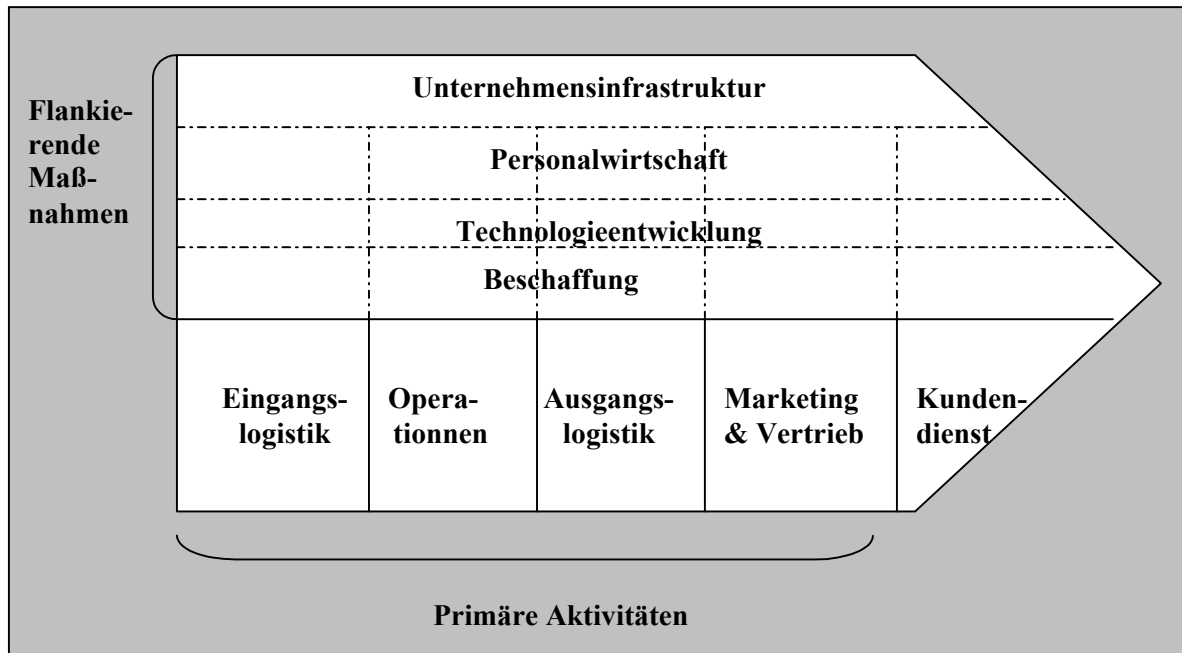 Flankie-
rende
Maß-
nahmen
Unternehmensinfrastruktur
Personalwirtschaft
Technologieentwicklung
Beschaffung
Eingangs-
logistik
Opera-
tionnen
Ausgangs-
logistik
Marketing
& Vertrieb
Kunden-
dienst
Primäre Aktivitäten